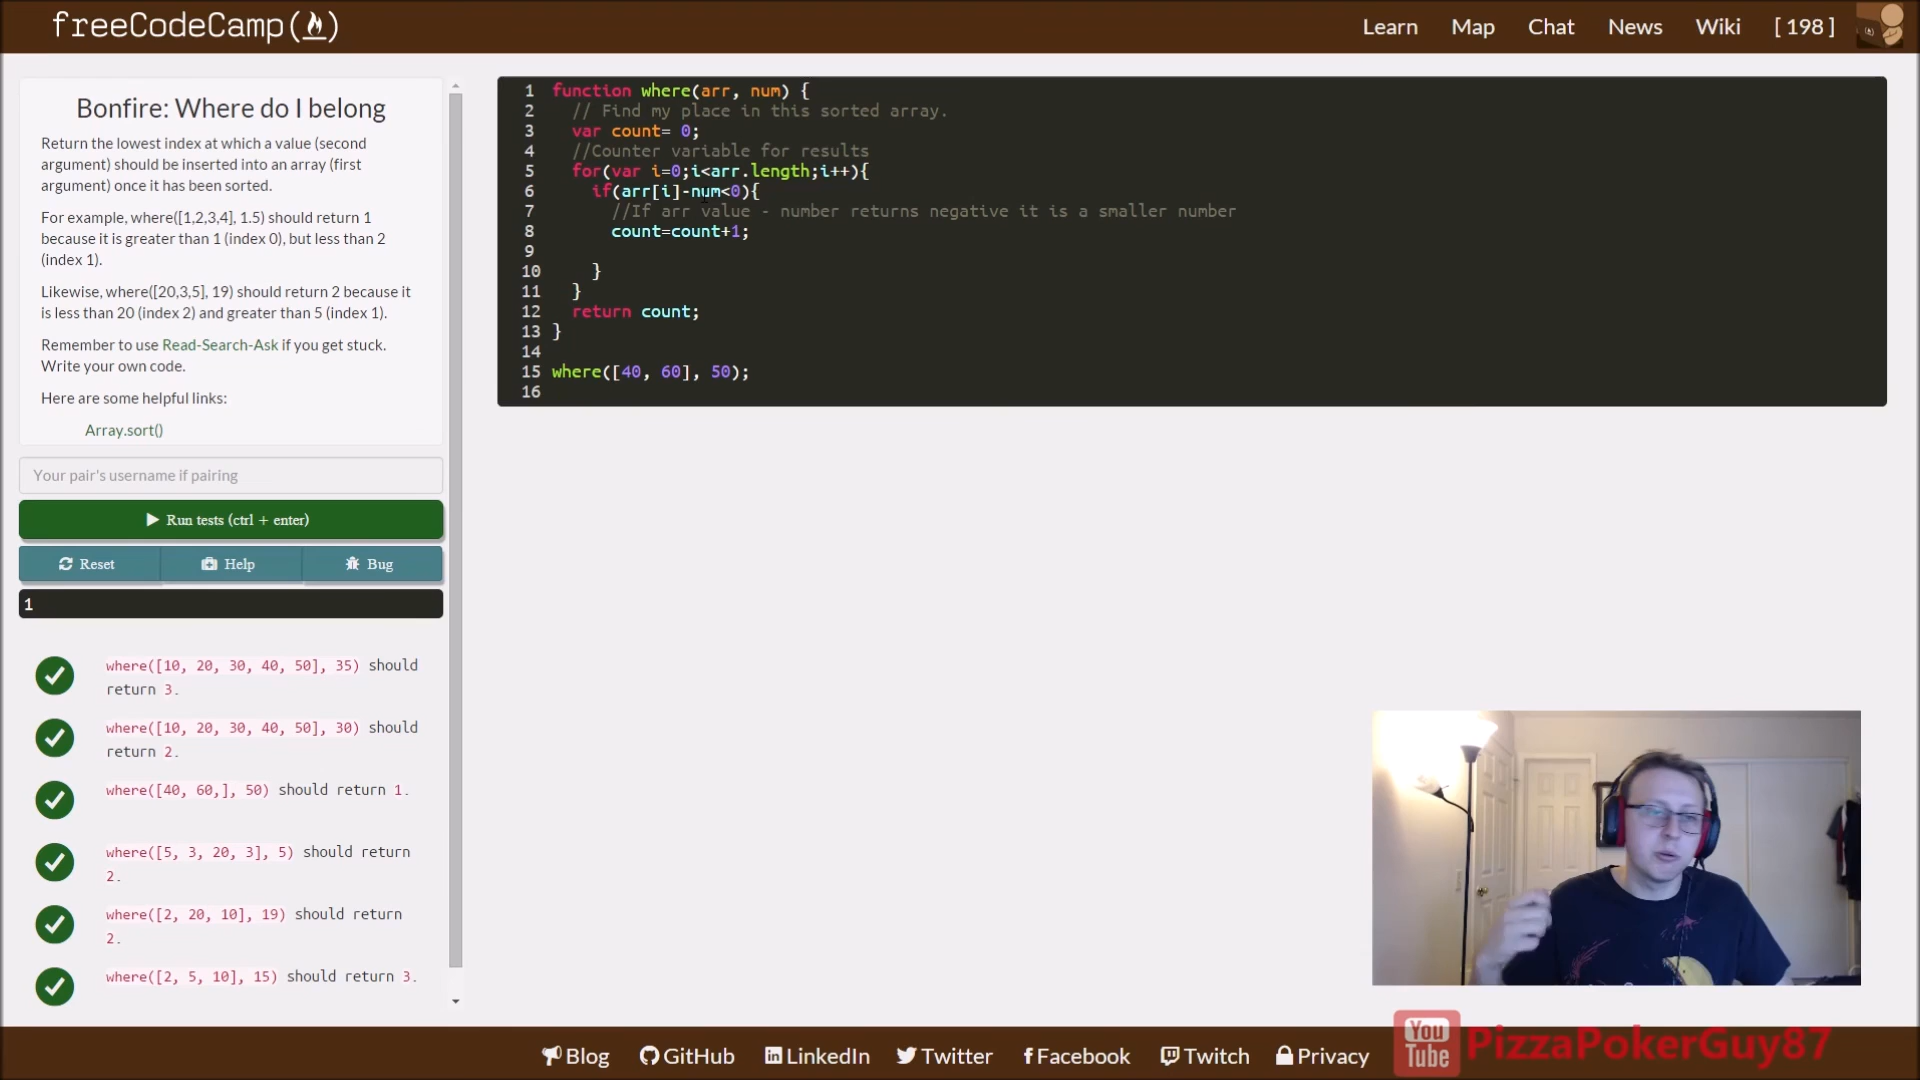 freeCodeCamp(🔥)
Learn Map Chat News Wiki [ 198 ]
Bonfire: Where do I belong
Return the lowest index at which a value (second
argument) should be inserted into an array (first
argument) once it has been sorted.
For example, where([1,2,3,4], 1.5) should return 1
because it is greater than 1 (index 0), but less than 2
(index 1).
Likewise, where([20,3,5], 19) should return 2 because it
is less than 20 (index 2) and greater than 5 (index 1).
Remember to use Read-Search-Ask if you get stuck.
Write your own code.
Here are some helpful links:
Array.sort()
Your pair's username if pairing
Run tests (ctrl + enter)
Reset Help Bug
1
where([10, 20, 30, 40, 50], 35) should
return 3.
where([10, 20, 30, 40, 50], 30) should
return 2.
where([40, 60,], 50) should return 1.
where([5, 3, 20, 3], 5) should return
2.
where([2, 20, 10], 19) should return
2.
where([2, 5, 10], 15) should return 3.
1 function where(arr, num) {
2 // Find my place in this sorted array.
3 var count= 0;
4 //Counter variable for results
5 for(var i=0;i<arr.length;i++){
6 if(arr[i]-num<0){
7 //If arr value - number returns negative it is a smaller number
8 count=count+1;
9
10 }
11 }
12 return count;
13 }
14
15 where([40, 60], 50);
16
Blog GitHub LinkedIn Twitter Facebook Twitch Privacy
You
Tube
PizzaPokerGuy87